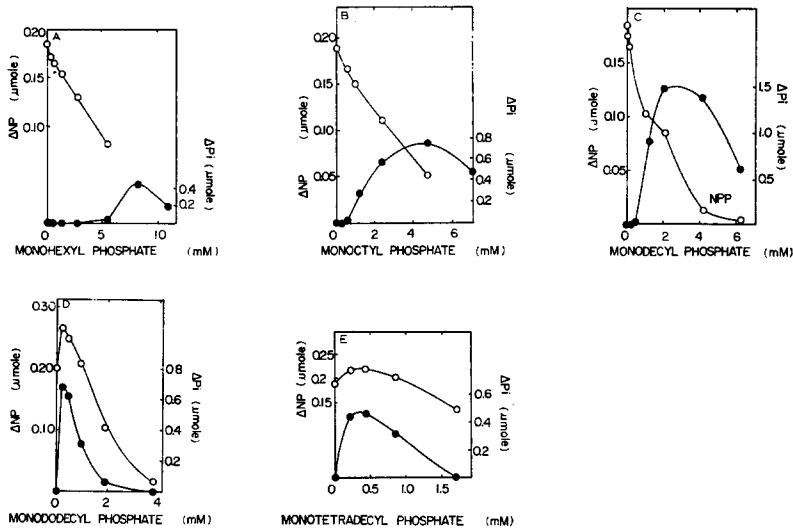 A
0.20
0.15
0.10
ΔNP (μmole)
0.4
0.2
ΔPi (μmole)
0 5 10
MONOHEXYL PHOSPHATE (mM)
B
0.20
0.15
0.10
0.05
ΔNP (μmole)
0.8
0.6
0.4
0.2
ΔPi (μmole)
0 2 4 6
MONOCTYL PHOSPHATE (mM)
C
0.15
0.10
0.05
ΔNP (μmole)
1.5
1.0
0.5
ΔPi (μmole)
NPP
0 2 4 6
MONODECYL PHOSPHATE (mM)
D
0.30
0.20
0.10
ΔNP (μmole)
0.8
0.6
0.4
0.2
ΔPi (μmole)
0 2 4
MONODODECYL PHOSPHATE (mM)
E
0.25
0.2
0.15
ΔNP (μmole)
0.6
0.4
0.2
ΔPi (μmole)
0 0.5 1.0 1.5
MONOTETRADECYL PHOSPHATE (mM)